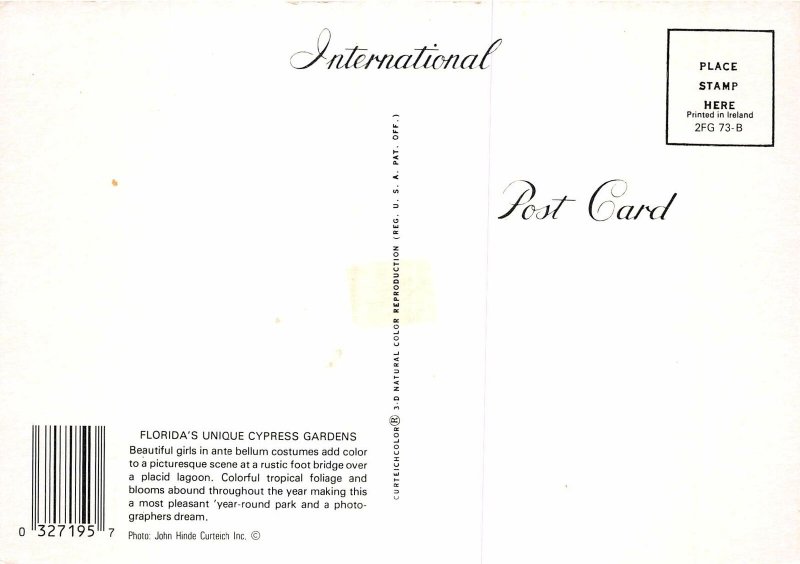 International
PLACE
STAMP
HERE
Printed in Ireland
2FG 73-B
Post Card
CURTEICHCOLOR® 3-D NATURAL COLOR REPRODUCTION (REG. U. S. A. PAT. OFF.)
FLORIDA'S UNIQUE CYPRESS GARDENS
Beautiful girls in ante bellum costumes add color
to a picturesque scene at a rustic foot bridge over
a placid lagoon. Colorful tropical foliage and
blooms abound throughout the year making this
a most pleasant 'year-round park and a photo-
graphers dream.
Photo: John Hinde Curteich Inc. ©
0 327195 7